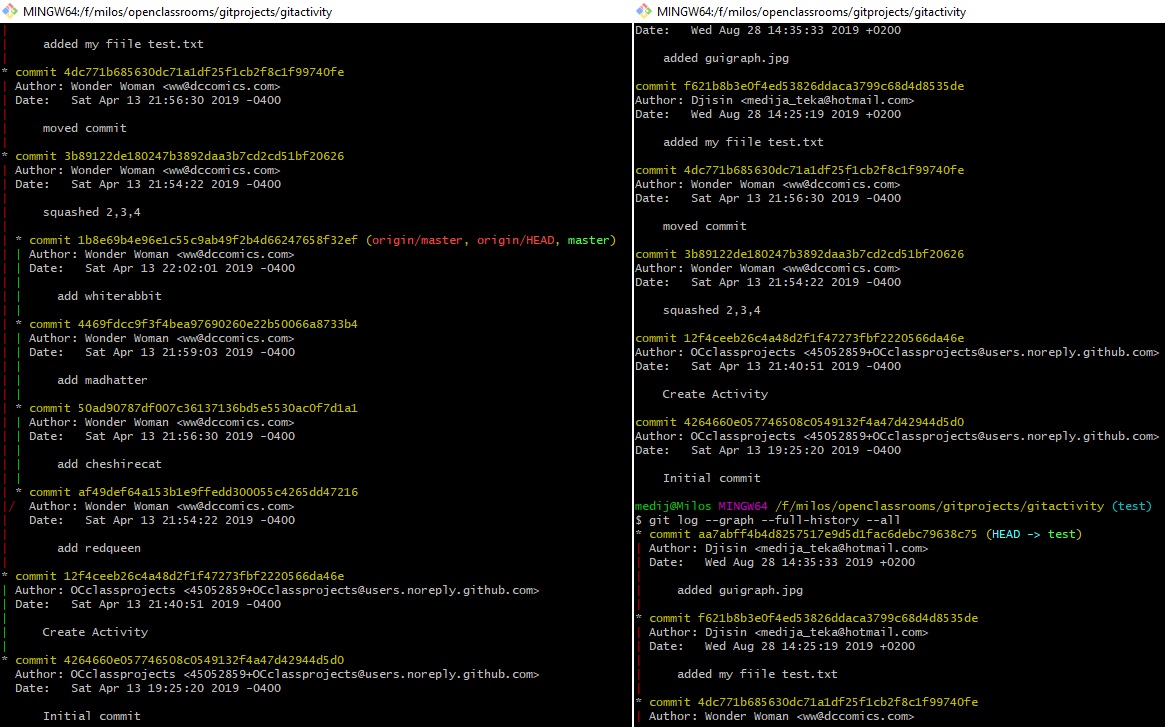 MINGW64:/f/milos/openclassrooms/gitprojects/gitactivity
added my fiile test.txt
* commit 4dc771b685630dc71a1df25f1cb2f8c1f99740fe
Author: Wonder Woman <ww@dccomics.com>
Date:   Sat Apr 13 21:56:30 2019 -0400
moved commit
* commit 3b89122de180247b3892daa3b7cd2cd51bf20626
Author: Wonder Woman <ww@dccomics.com>
Date:   Sat Apr 13 21:54:22 2019 -0400
squashed 2,3,4
* commit 1b8e69b4e96e1c55c9ab49f2b4d66247658f32ef (origin/master, origin/HEAD, master)
Author: Wonder Woman <ww@dccomics.com>
Date:   Sat Apr 13 22:02:01 2019 -0400
add whiterabbit
* commit 4469fdcc9f3f4bea97690260e22b50066a8733b4
Author: Wonder Woman <ww@dccomics.com>
Date:   Sat Apr 13 21:59:03 2019 -0400
add madhatter
* commit 50ad90787df007c36137136bd5e5530ac0f7d1a1
Author: Wonder Woman <ww@dccomics.com>
Date:   Sat Apr 13 21:56:30 2019 -0400
add cheshirecat
* commit af49def64a153b1e9ffedd300055c4265dd47216
Author: Wonder Woman <ww@dccomics.com>
Date:   Sat Apr 13 21:54:22 2019 -0400
add redqueen
* commit 12f4ceeb26c4a48d2f1f47273fbf2220566da46e
Author: OCclassprojects <45052859+OCclassprojects@users.noreply.github.com>
Date:   Sat Apr 13 21:40:51 2019 -0400
Create Activity
* commit 4264660e057746508c0549132f4a47d42944d5d0
Author: OCclassprojects <45052859+OCclassprojects@users.noreply.github.com>
Date:   Sat Apr 13 19:25:20 2019 -0400
Initial commit
MINGW64:/f/milos/openclassrooms/gitprojects/gitactivity
Date:   Wed Aug 28 14:35:33 2019 +0200
added guigraph.jpg
commit f621b8b3e0f4ed53826ddaca3799c68d4d8535de
Author: Djisin <medija_teka@hotmail.com>
Date:   Wed Aug 28 14:25:19 2019 +0200
added my fiile test.txt
commit 4dc771b685630dc71a1df25f1cb2f8c1f99740fe
Author: Wonder Woman <ww@dccomics.com>
Date:   Sat Apr 13 21:56:30 2019 -0400
moved commit
commit 3b89122de180247b3892daa3b7cd2cd51bf20626
Author: Wonder Woman <ww@dccomics.com>
Date:   Sat Apr 13 21:54:22 2019 -0400
squashed 2,3,4
commit 12f4ceeb26c4a48d2f1f47273fbf2220566da46e
Author: OCclassprojects <45052859+OCclassprojects@users.noreply.github.com>
Date:   Sat Apr 13 21:40:51 2019 -0400
Create Activity
commit 4264660e057746508c0549132f4a47d42944d5d0
Author: OCclassprojects <45052859+OCclassprojects@users.noreply.github.com>
Date:   Sat Apr 13 19:25:20 2019 -0400
Initial commit
medij@Milos MINGW64 /f/milos/openclassrooms/gitprojects/gitactivity (test)
$ git log --graph --full-history --all
* commit aa7abff4b4d8257517e9d5d1fac6debc79638c75 (HEAD -> test)
Author: Djisin <medija_teka@hotmail.com>
Date:   Wed Aug 28 14:35:33 2019 +0200
added guigraph.jpg
* commit f621b8b3e0f4ed53826ddaca3799c68d4d8535de
Author: Djisin <medija_teka@hotmail.com>
Date:   Wed Aug 28 14:25:19 2019 +0200
added my fiile test.txt
* commit 4dc771b685630dc71a1df25f1cb2f8c1f99740fe
Author: Wonder Woman <ww@dccomics.com>